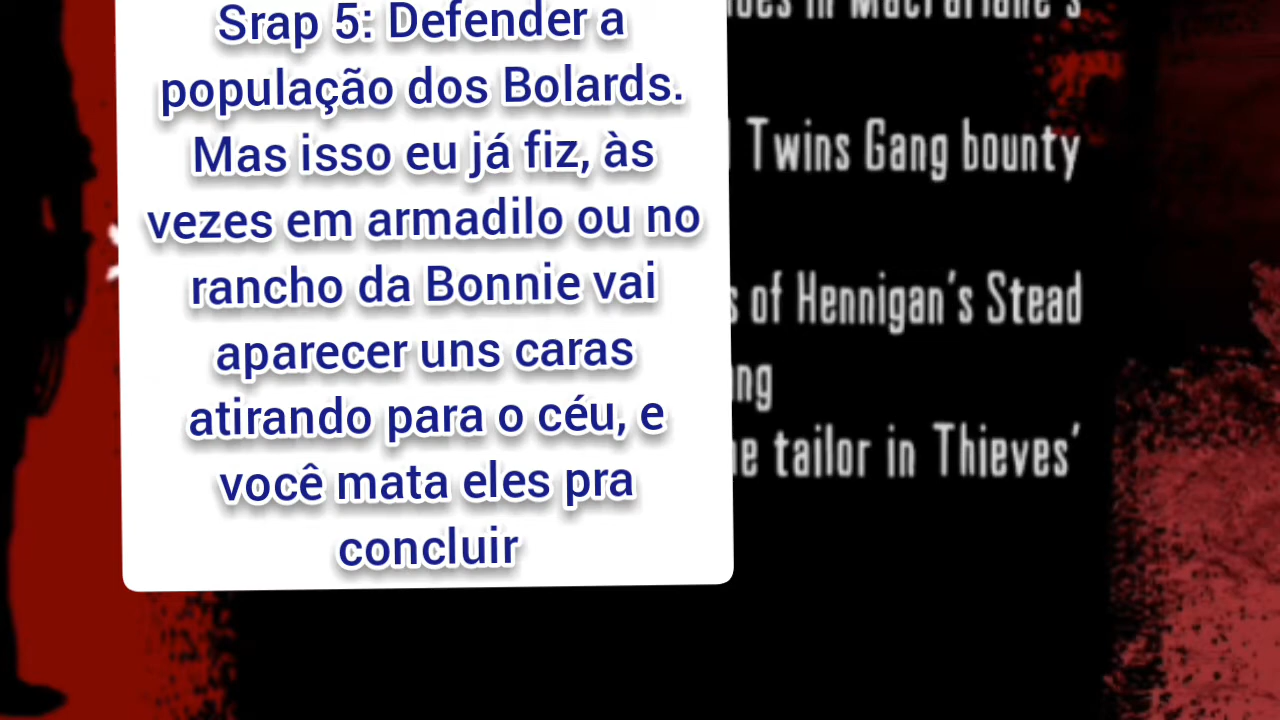 Srap 5: Defender a
população dos Bolards.
Mas isso eu já fiz, às
vezes em armadilo ou no
rancho da Bonnie vai
aparecer uns caras
atirando para o céu, e
você mata eles pra
concluir
in MacFarlane's
Twins Gang bounty
of Hennigan's Stead
tailor in Thieves'